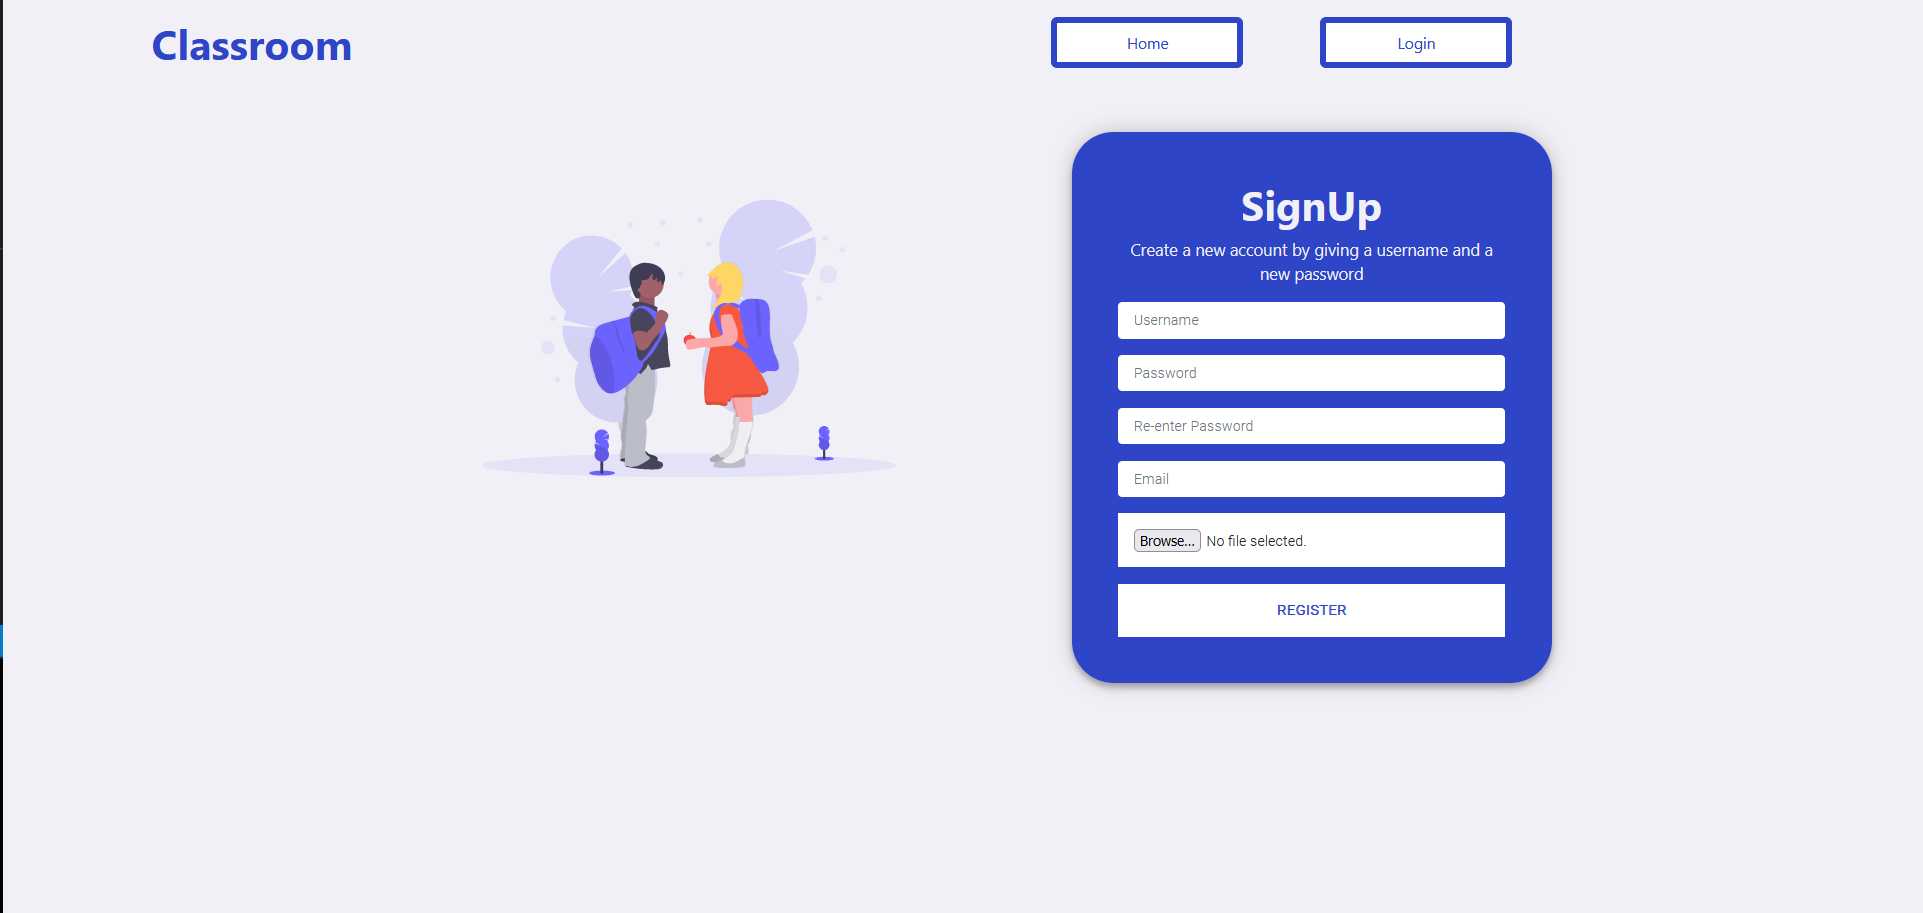 Classroom
Home
Login
SignUp
Create a new account by giving a username and a
new password
Username
Password
Re-enter Password
Email
Browse... No file selected.
REGISTER